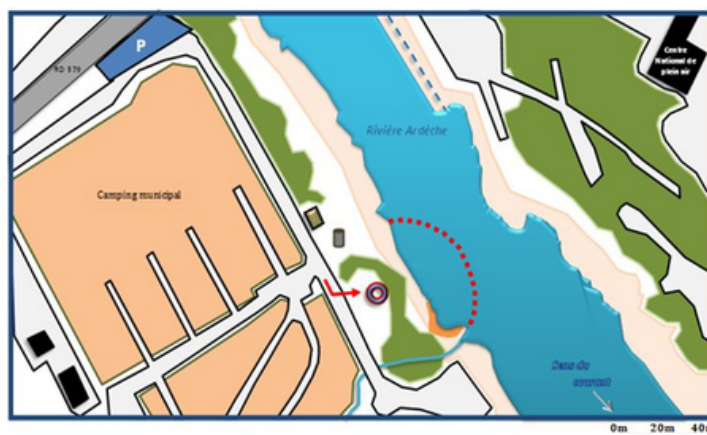 P
RD 579
Centre
National de
plein air
Rivière Ardèche
Camping municipal
Sens du
courant
0m 20m 40m